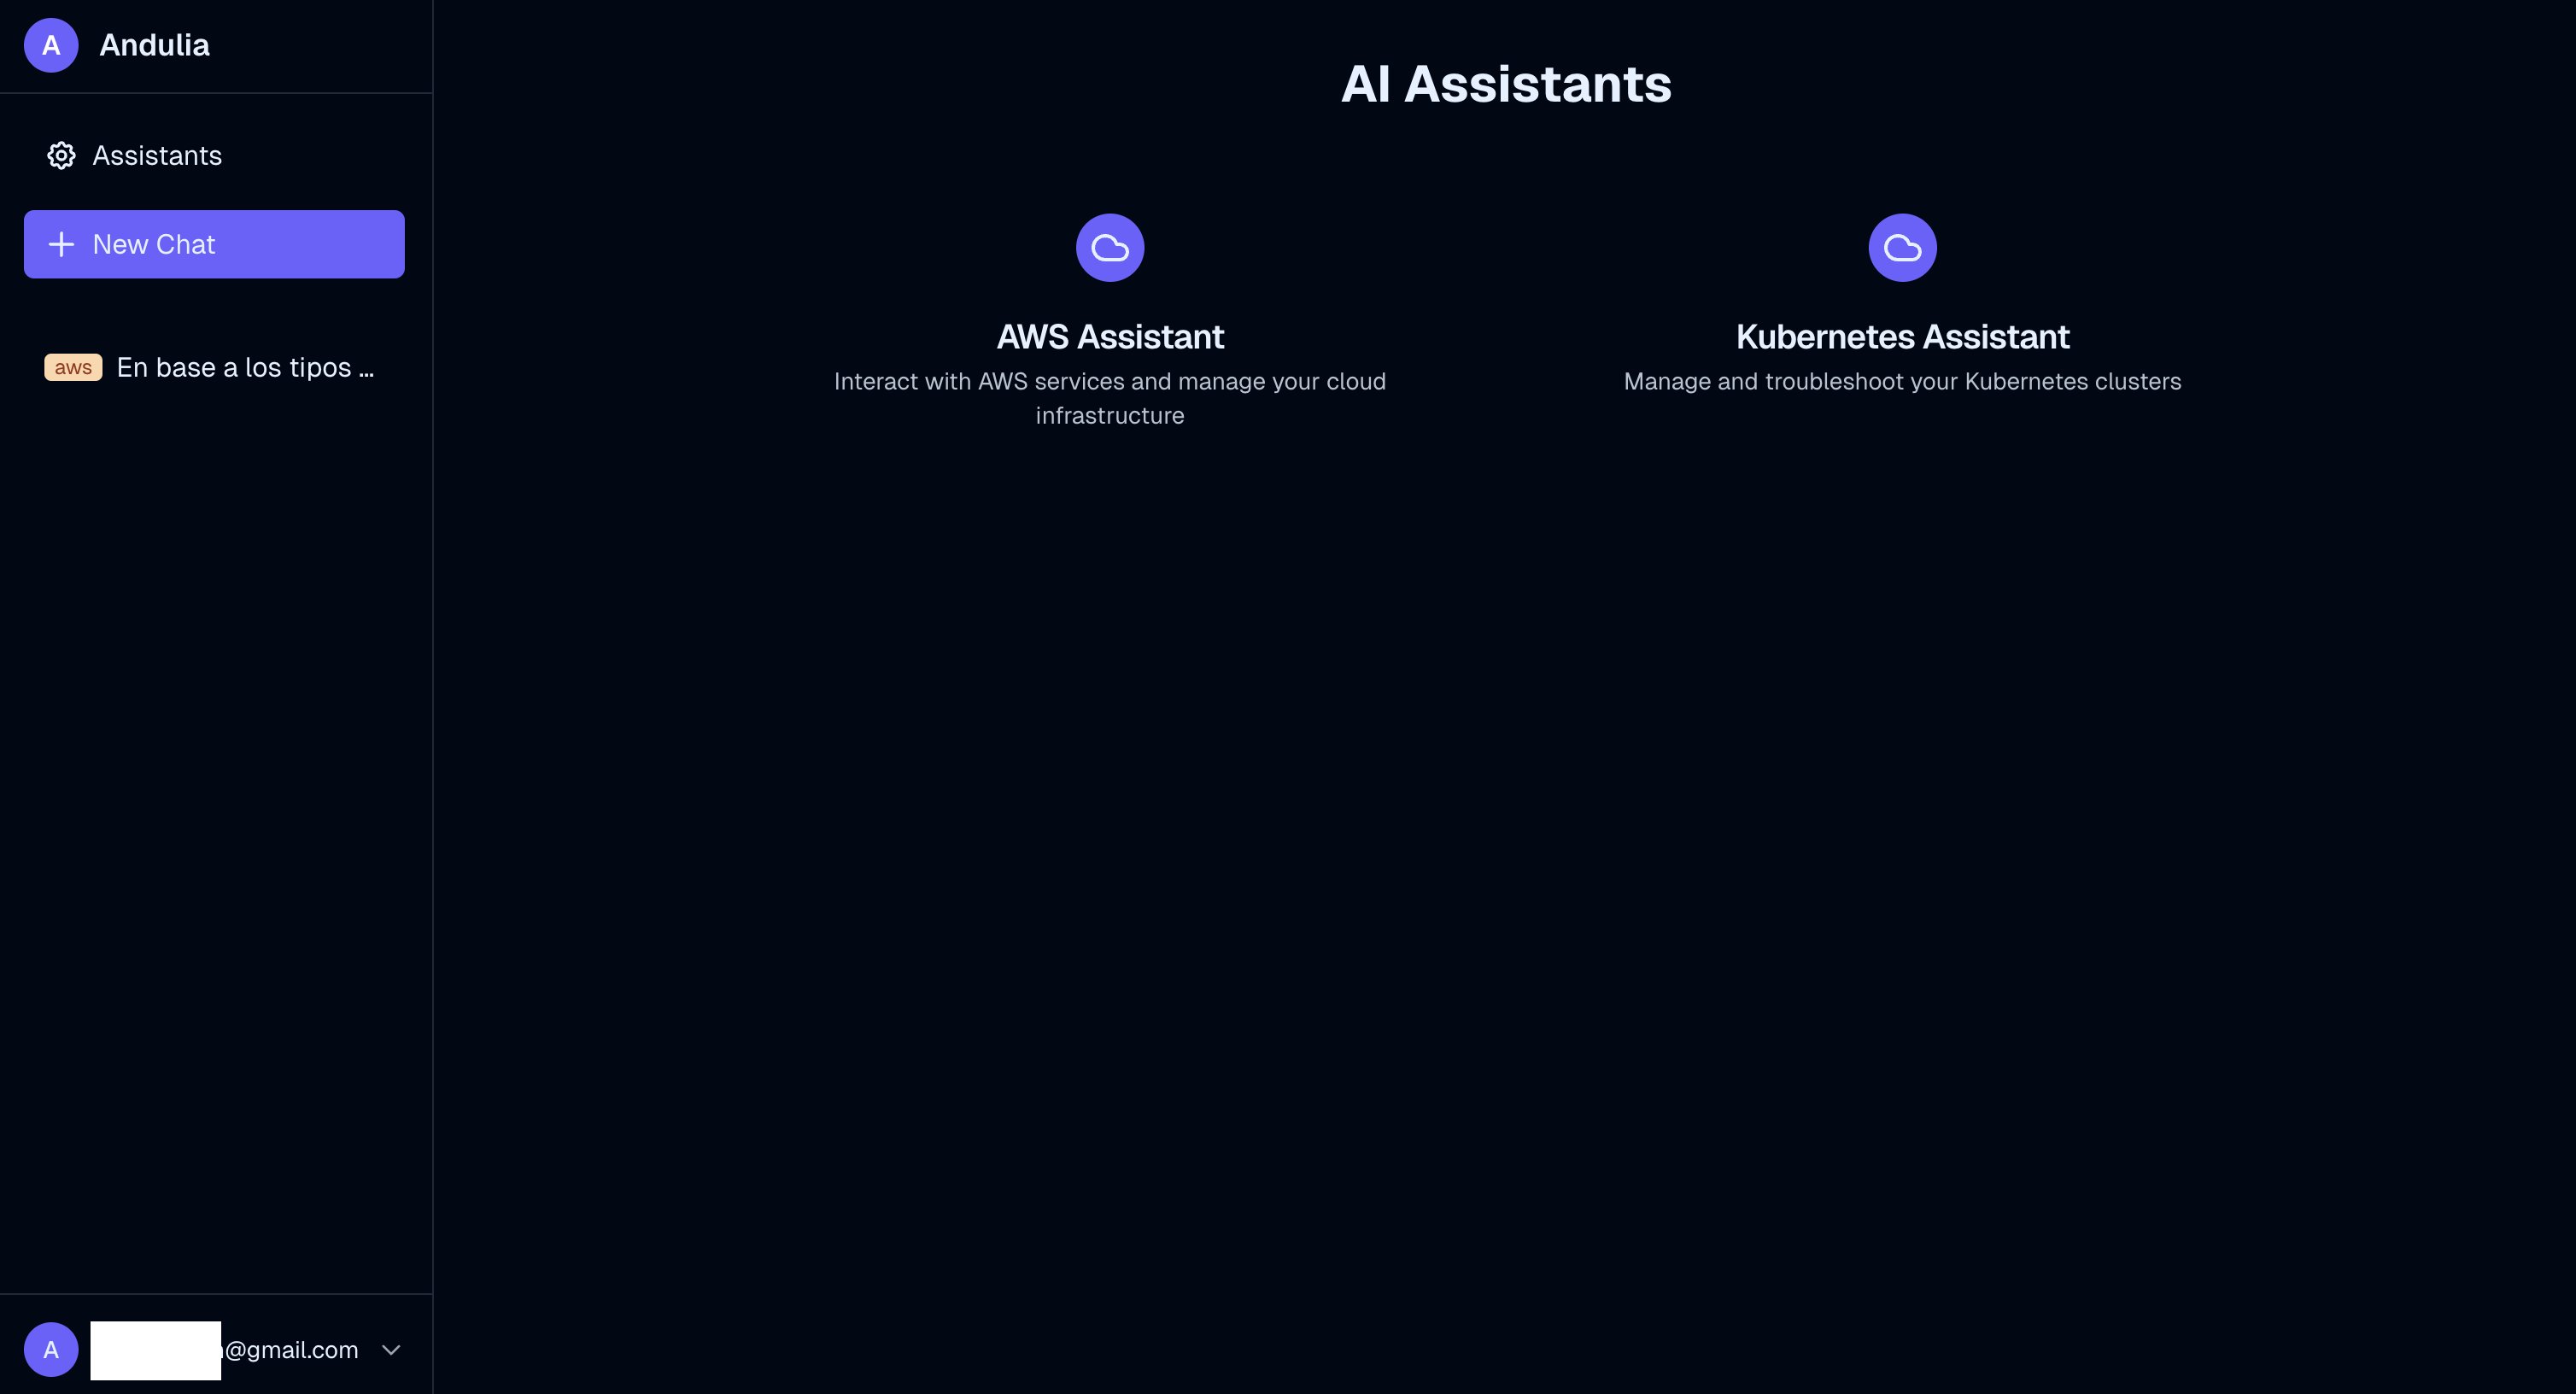 A Andulia
Assistants
New Chat
aws En base a los tipos ...
A @gmail.com
AI Assistants
AWS Assistant
Interact with AWS services and manage your cloud
infrastructure
Kubernetes Assistant
Manage and troubleshoot your Kubernetes clusters